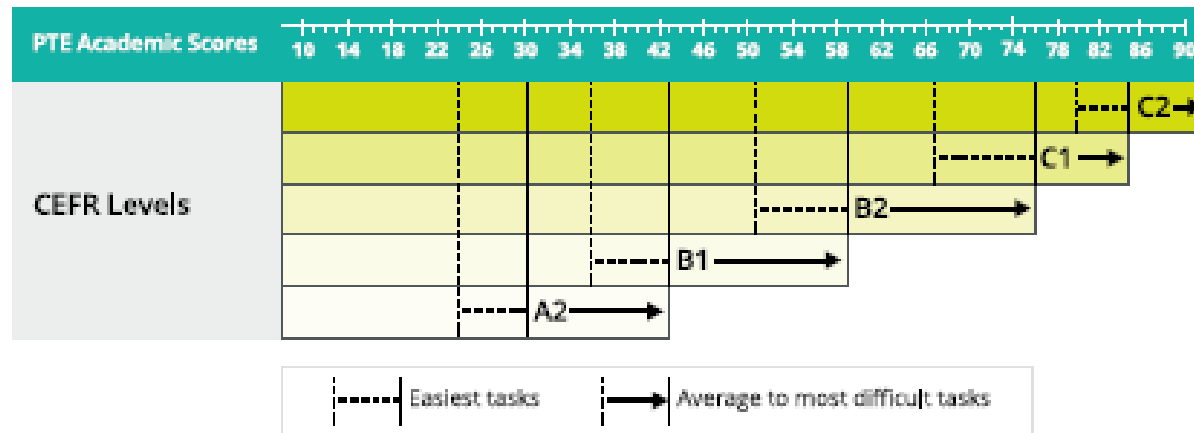 PTE Academic Scores 10 14 18 22 26 30 34 38 42 46 50 54 58 62 66 70 74 78 82 86 90
C2
C1
CEFR Levels
B2
B1
A2
Easiest tasks Average to most difficult tasks